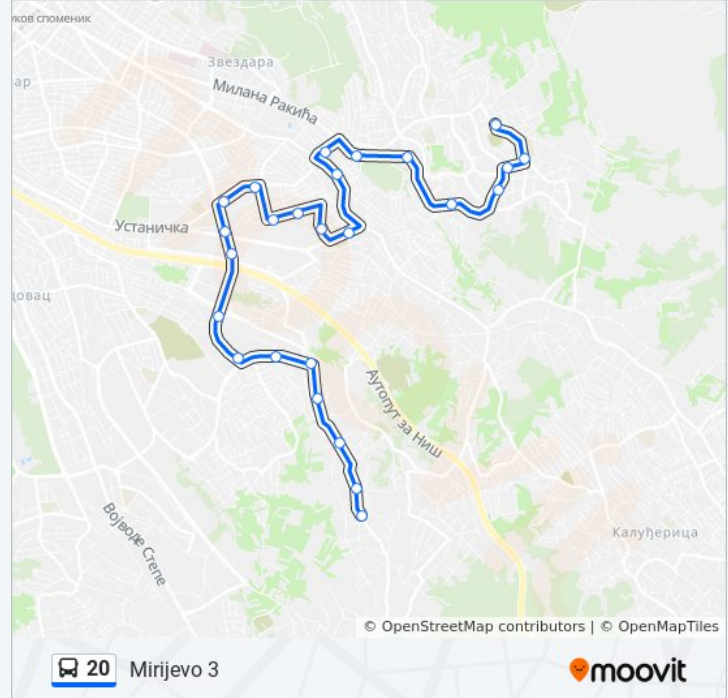 уков споменик
Звездара
ар
Милана Ракића
Устаничка
довац
Аутопут за Ниш
Војводе Степе
Калуђерица
© OpenStreetMap contributors | © OpenMapTiles
20 Mirijevo 3
moovit